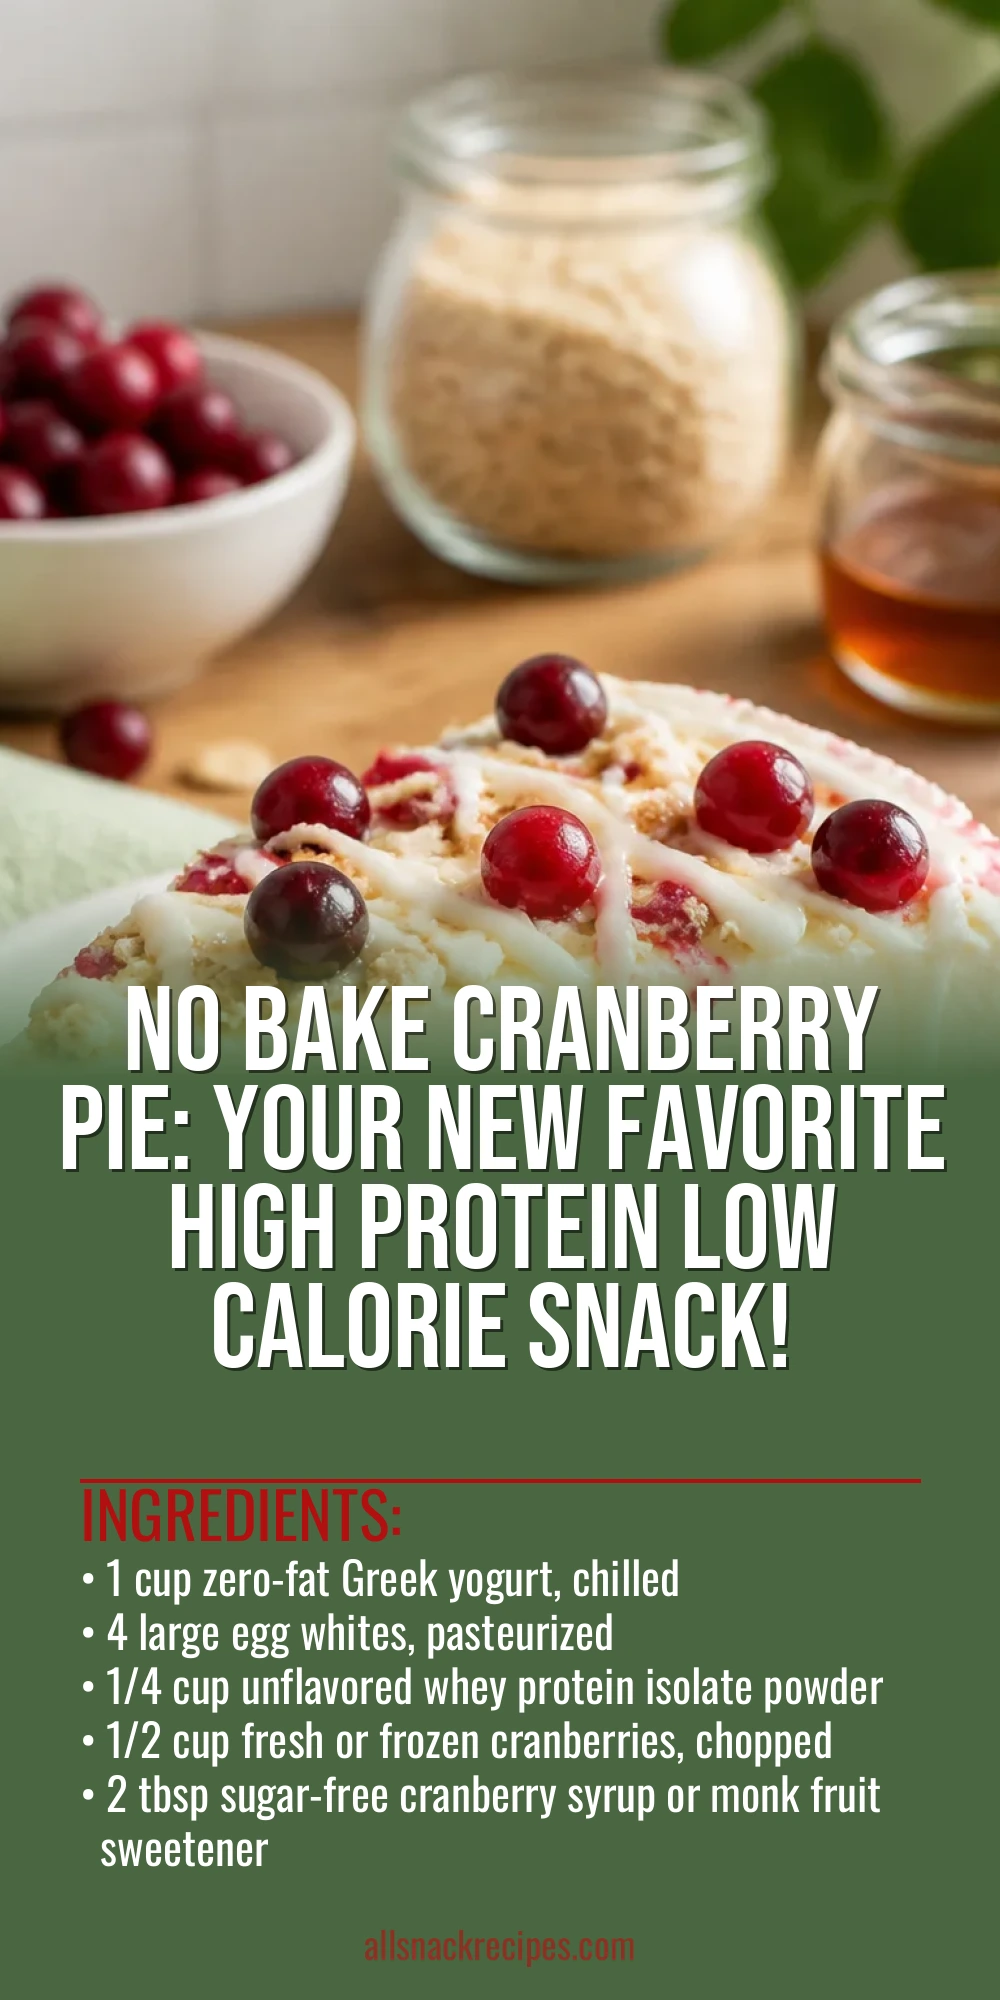 NO BAKE CRANBERRY
PIE: YOUR NEW FAVORITE
HIGH PROTEIN LOW
CALORIE SNACK!
INGREDIENTS:
• 1 cup zero-fat Greek yogurt, chilled
• 4 large egg whites, pasteurized
• 1/4 cup unflavored whey protein isolate powder
• 1/2 cup fresh or frozen cranberries, chopped
• 2 tbsp sugar-free cranberry syrup or monk fruit
sweetener
allsnackrecipes.com